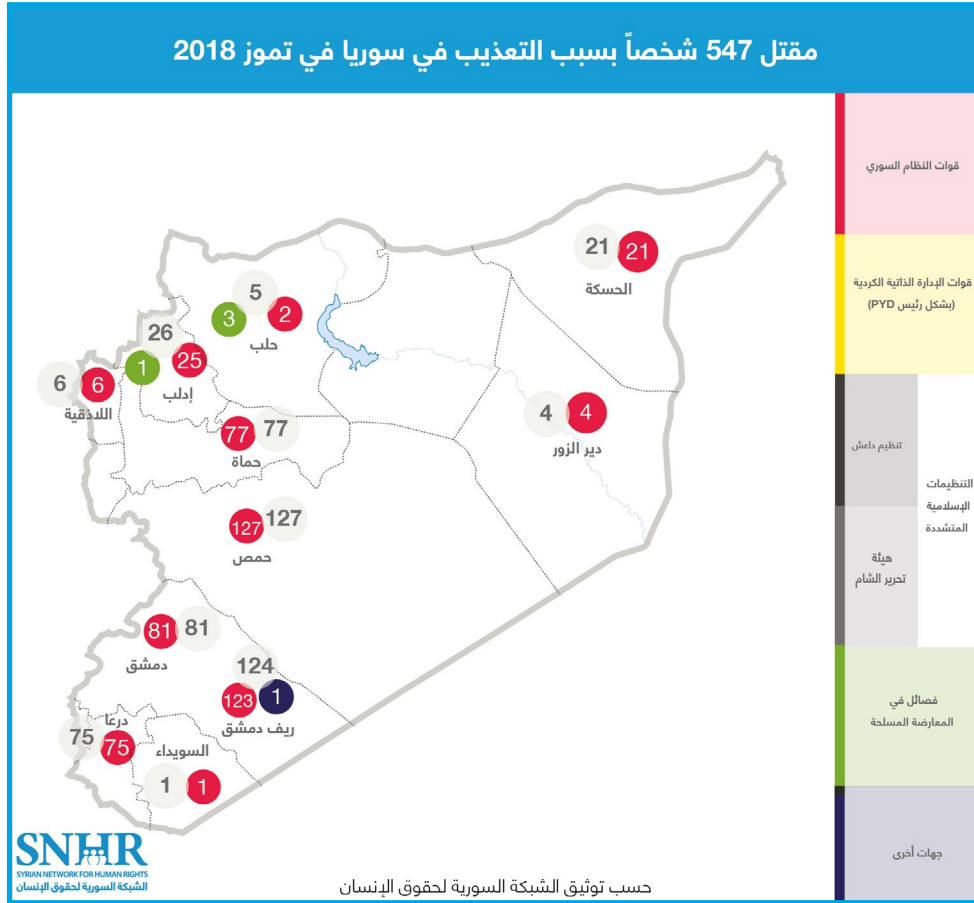 مقتل 547 شخصاً بسبب التعذيب في سوريا في تموز 2018
قوات النظام السوري
قوات الإدارة الذاتية الكردية
(بشكل رئيس PYD)
التنظيمات
الإسلامية
المتشددة
تنظيم داعش
هيئة
تحرير الشام
فصائل في
المعارضة المسلحة
جهات أخرى
21
21
الحسكة
5
3
2
حلب
26
1
25
إدلب
6
6
اللاذقية
77
77
حماة
4
4
دير الزور
127
127
حمص
81
81
دمشق
124
123
1
ريف دمشق
درعا
75
75
السويداء
1
1
SNHR
SYRIAN NETWORK FOR HUMAN RIGHTS
الشبكة السورية لحقوق الإنسان
حسب توثيق الشبكة السورية لحقوق الإنسان